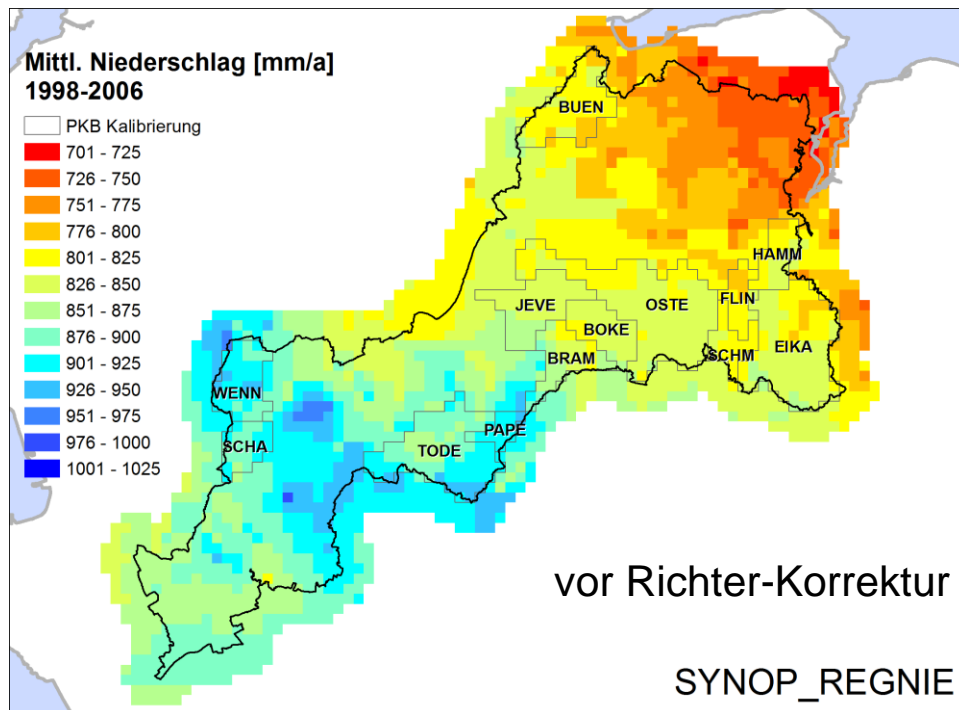 Mittl. Niederschlag [mm/a]
1998-2006
PKB Kalibrierung
701 - 725
726 - 750
751 - 775
776 - 800
801 - 825
826 - 850
851 - 875
876 - 900
901 - 925
926 - 950
951 - 975
976 - 1000
1001 - 1025
BUEN
HAMM
JEVE
OSTE
FLIN
BOKE
BRAM
SCHM
EIKA
WENN
SCHA
TODE
PAPE
vor Richter-Korrektur
SYNOP_REGNIE